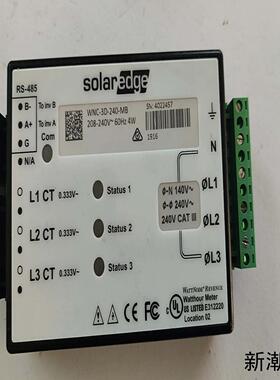 solaredge
RS-485
B- To inv B
A+ To inv A
G
N/A
Com
WNC-3D-240-MB
SN: 4022457
208-240V~ 60Hz 4W
1916
N
ØL1
ØL2
ØL3
Ø-N 140V~
Ø-Ø 240V~
240V CAT III
L1 CT 0.333V~ Status 1
L2 CT 0.333V~ Status 2
L3 CT 0.333V~ Status 3
WATTNODE REVENUE
Watthour Meter
US LISTED E312220
Location 02
新潮